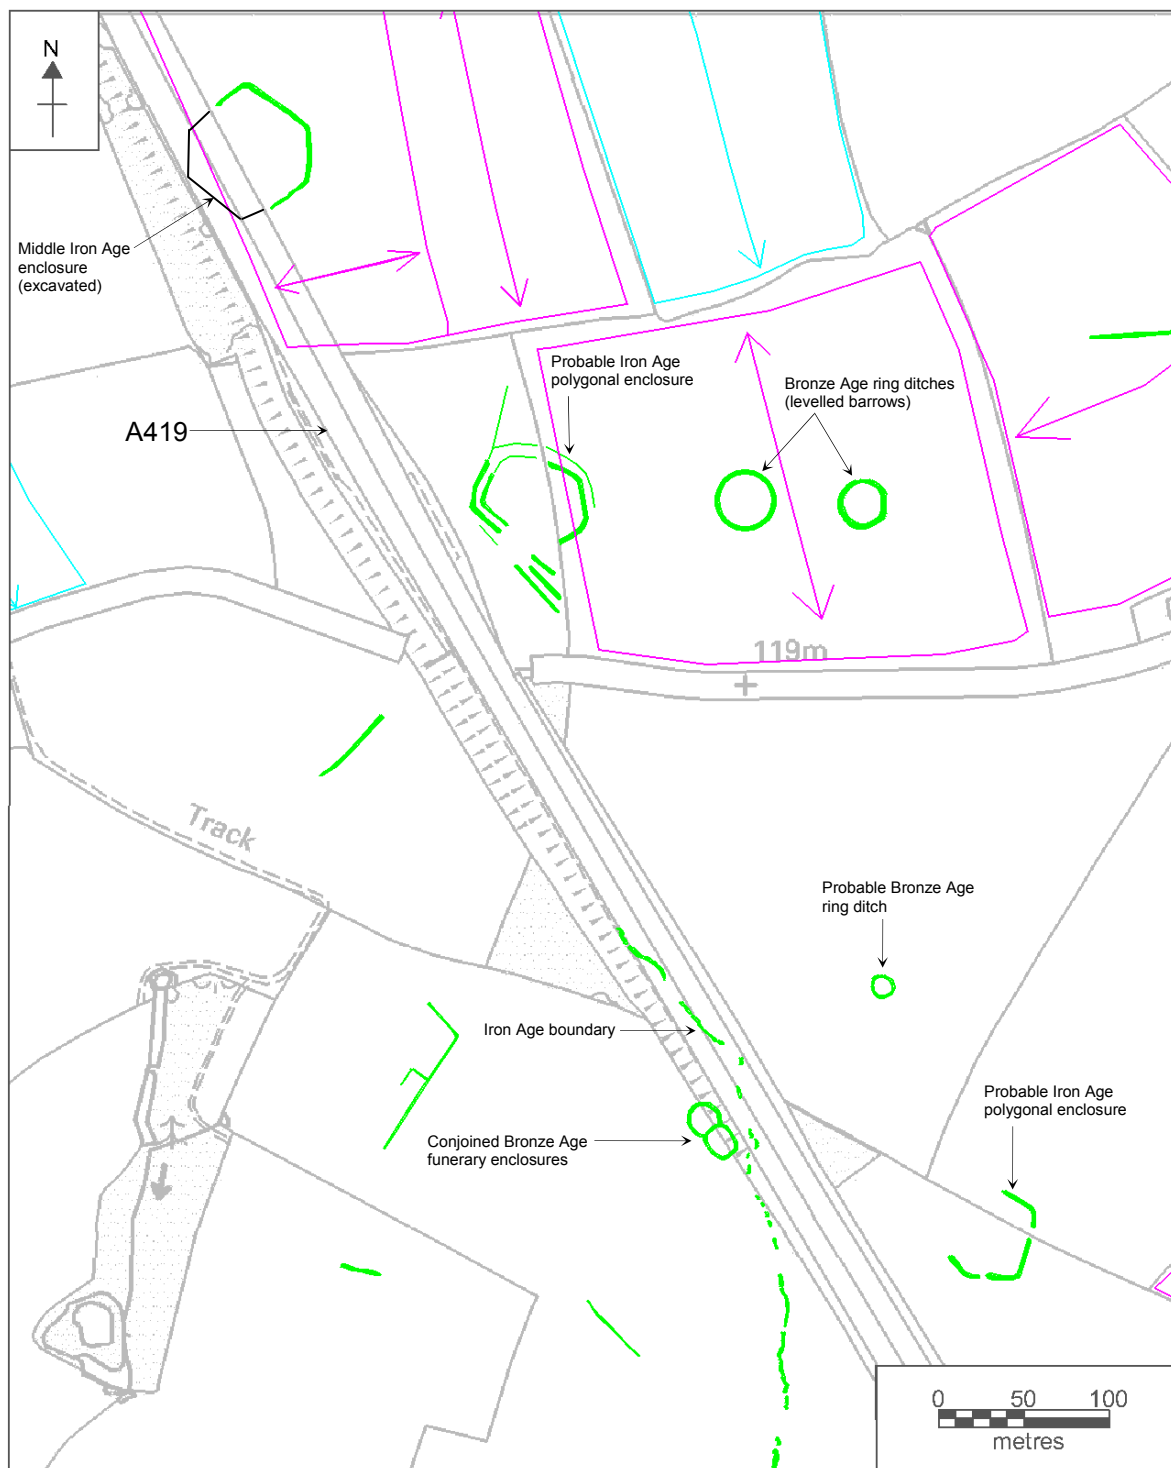 N
Middle Iron Age
enclosure
(excavated)
A419
Probable Iron Age
polygonal enclosure
Bronze Age ring ditches
(levelled barrows)
119m
Track
Probable Bronze Age
ring ditch
Iron Age boundary
Probable Iron Age
polygonal enclosure
Conjoined Bronze Age
funerary enclosures
0 50 100
metres